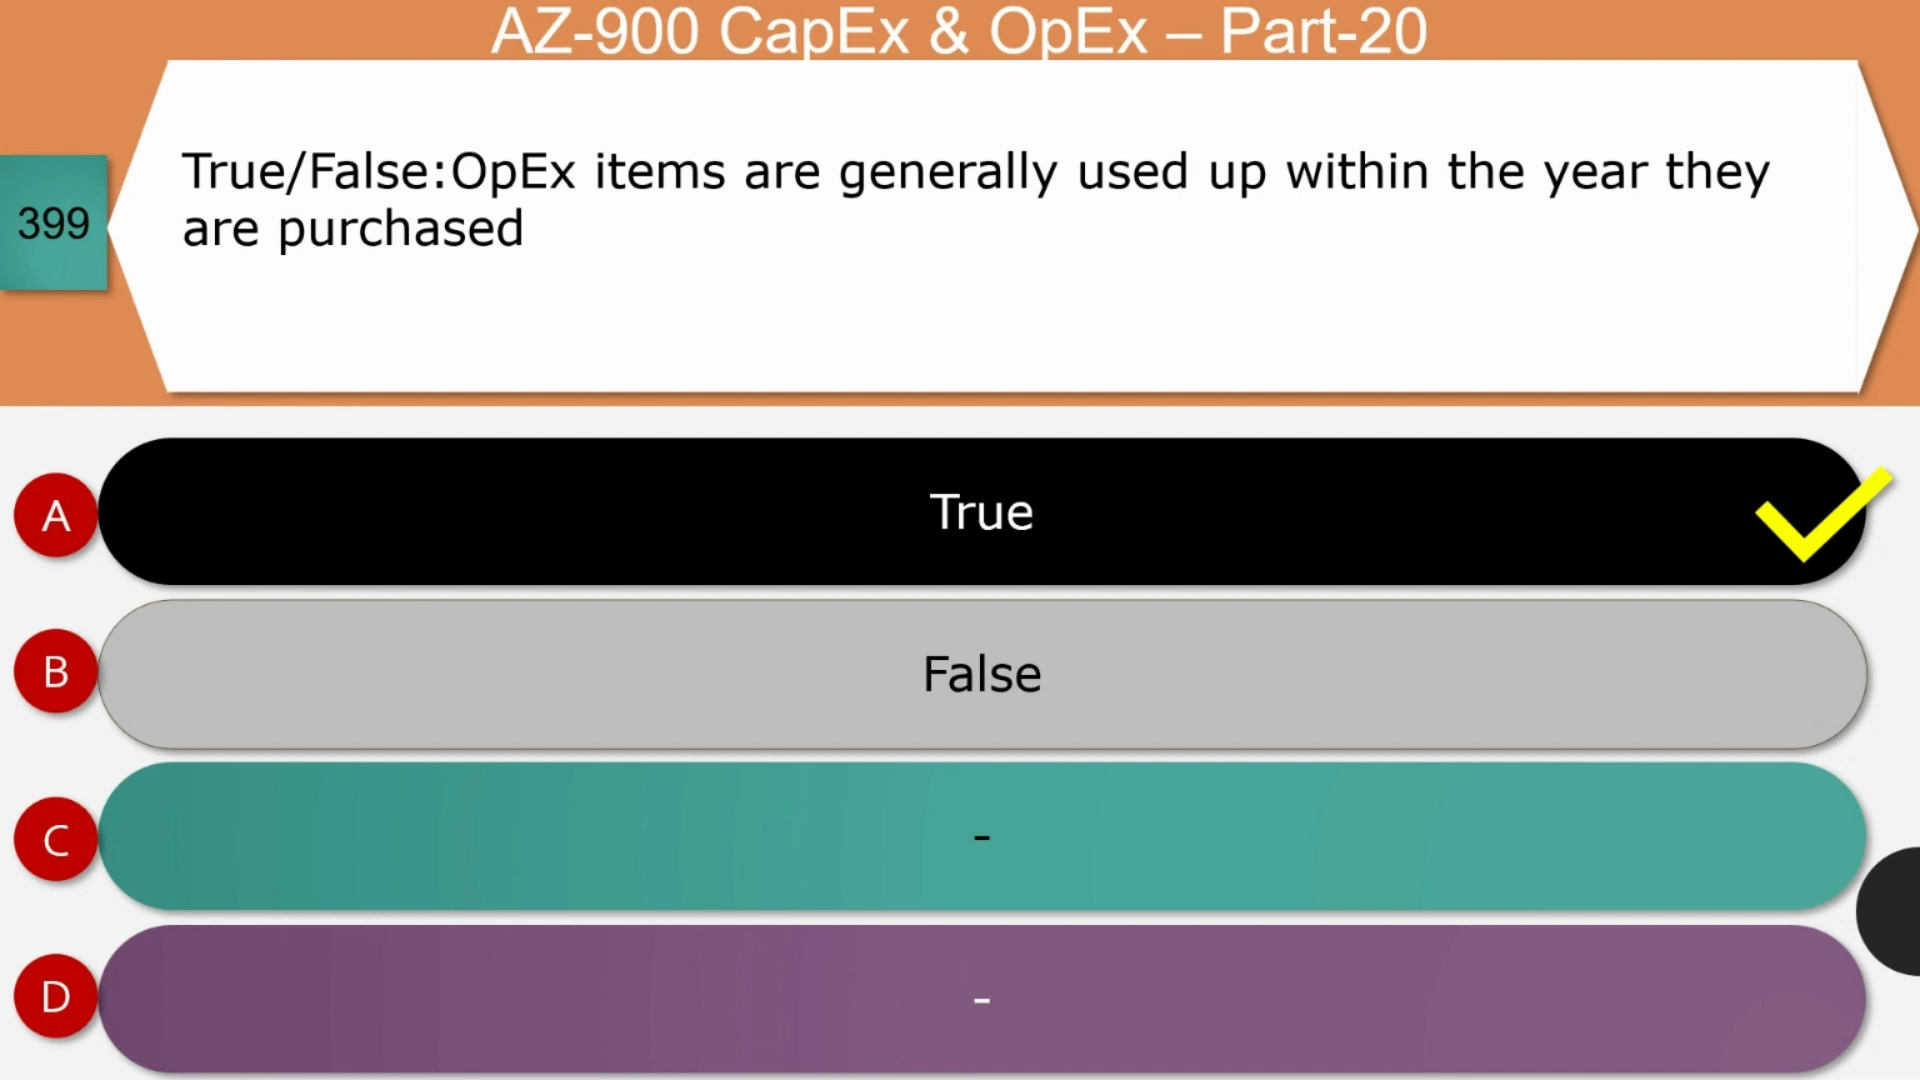 AZ-900 CapEx & OpEx – Part-20
399
True/False:OpEx items are generally used up within the year they
are purchased
A
True
B
False
C
-
D
-